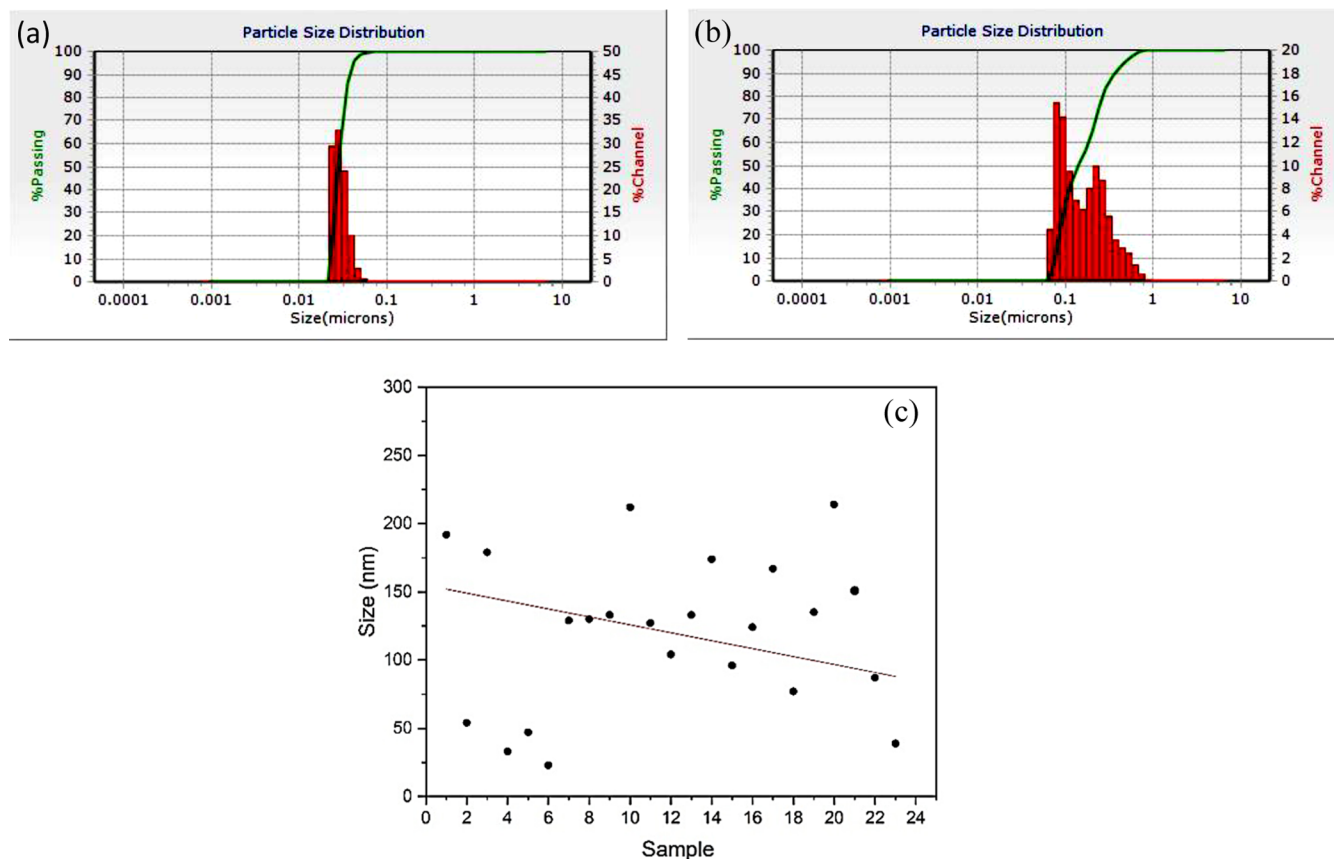 (a)
Particle Size Distribution
100 50
90 45
80 40
70 35
60 30
50 25
40 20
30 15
20 10
10 5
0 0
%Passing
%Channel
0.0001 0.001 0.01 0.1 1 10
Size(microns)
(b)
Particle Size Distribution
100 20
90 18
80 16
70 14
60 12
50 10
40 8
30 6
20 4
10 2
0 0
%Passing
%Channel
0.0001 0.001 0.01 0.1 1 10
Size(microns)
(c)
300
250
200
150
100
50
0
Size (nm)
0 2 4 6 8 10 12 14 16 18 20 22 24
Sample